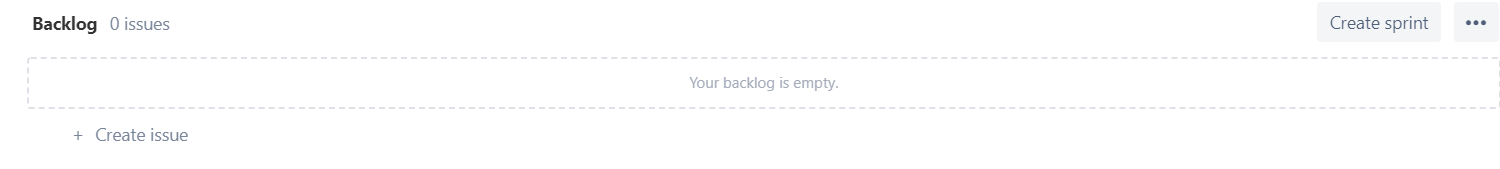 Backlog 0 issues Create sprint •••
Your backlog is empty.
+ Create issue